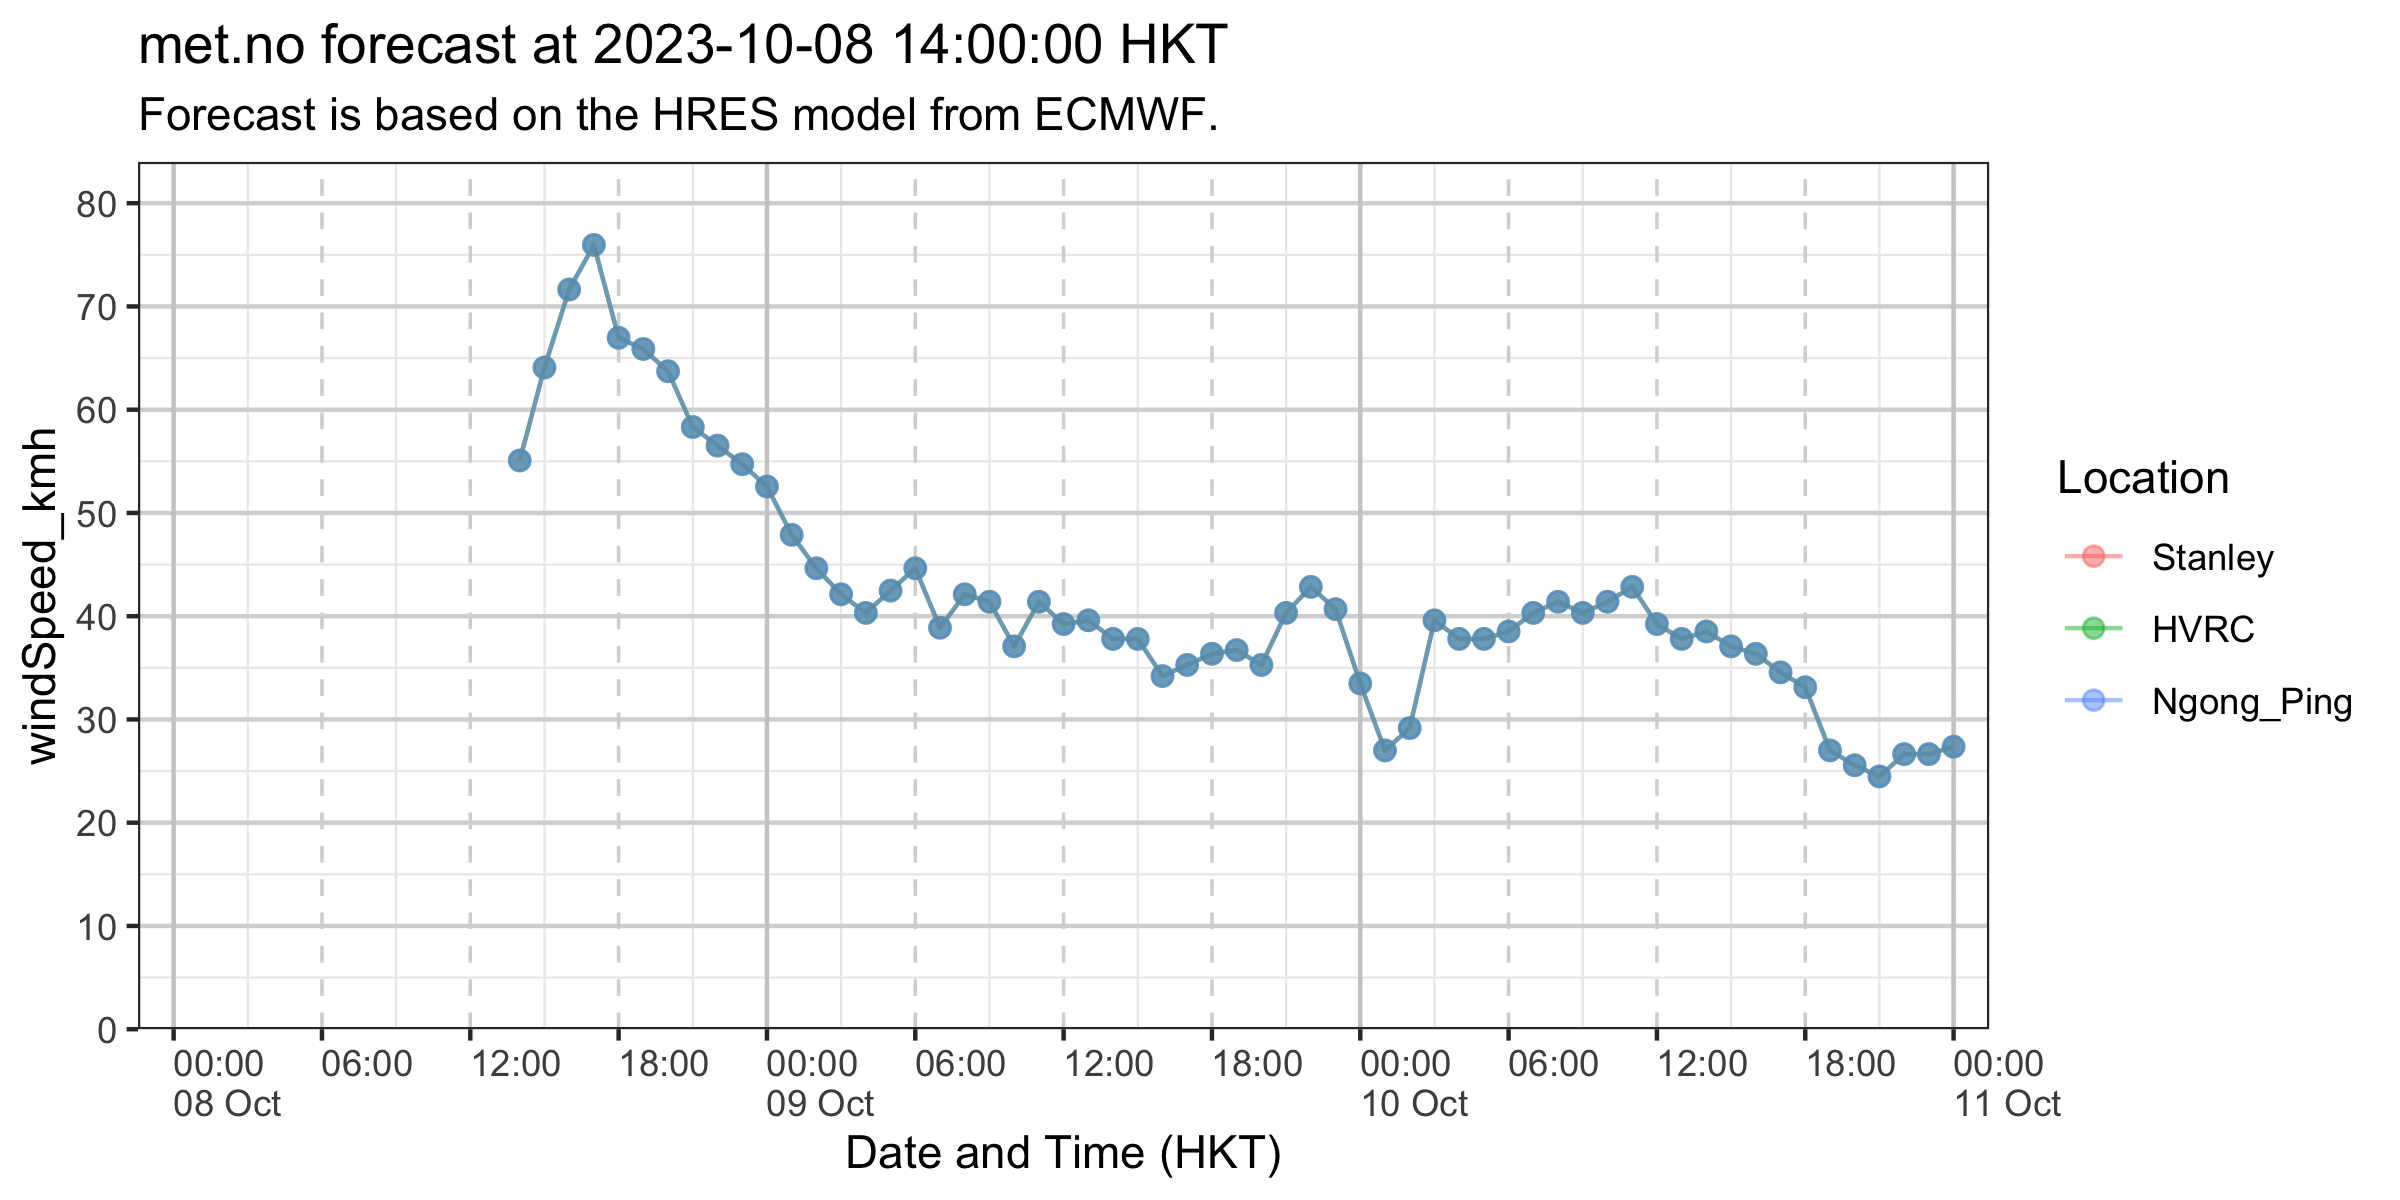 met.no forecast at 2023-10-08 14:00:00 HKT
Forecast is based on the HRES model from ECMWF.
windSpeed_kmh
80
70
60
50
40
30
20
10
0
00:00 06:00 12:00 18:00 00:00 06:00 12:00 18:00 00:00 06:00 12:00 18:00 00:00
08 Oct 09 Oct 10 Oct 11 Oct
Date and Time (HKT)
Location
Stanley
HVRC
Ngong_Ping